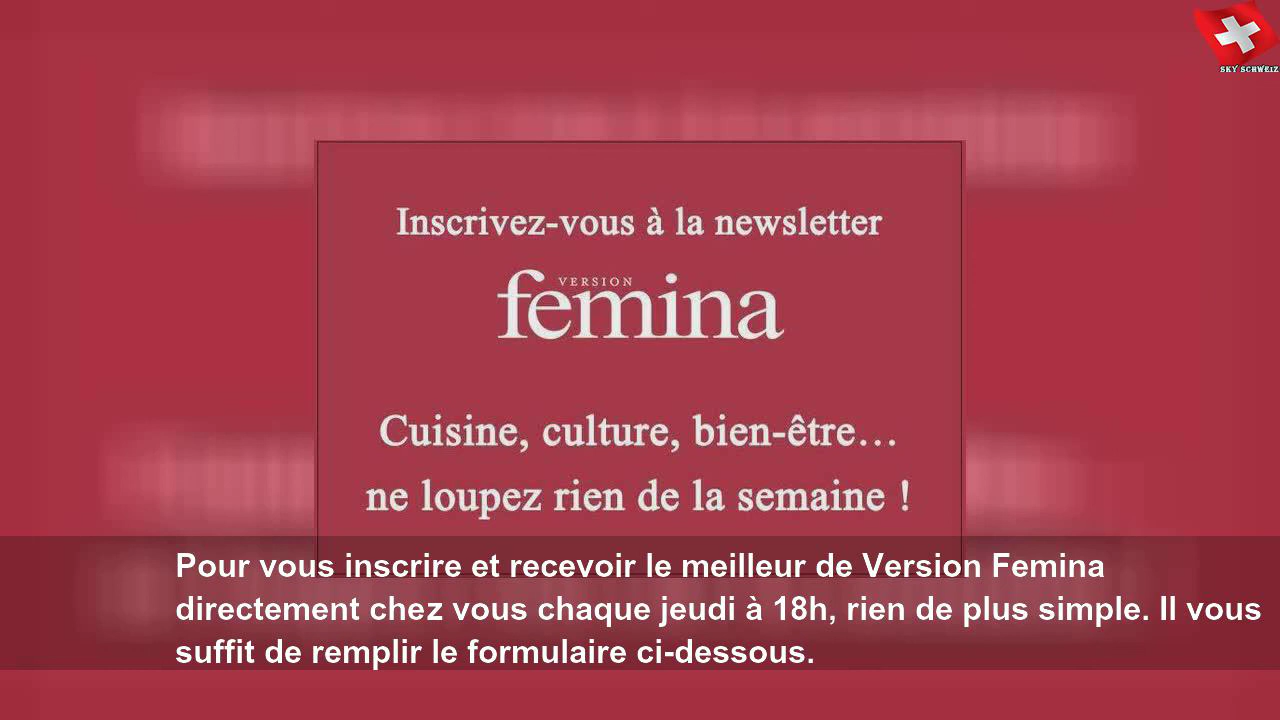 SKY SCHWEIZ
Inscrivez-vous à la newsletter
VERSION
femina
Cuisine, culture, bien-être…
ne loupez rien de la semaine !
Pour vous inscrire et recevoir le meilleur de Version Femina
directement chez vous chaque jeudi à 18h, rien de plus simple. Il vous
suffit de remplir le formulaire ci-dessous.